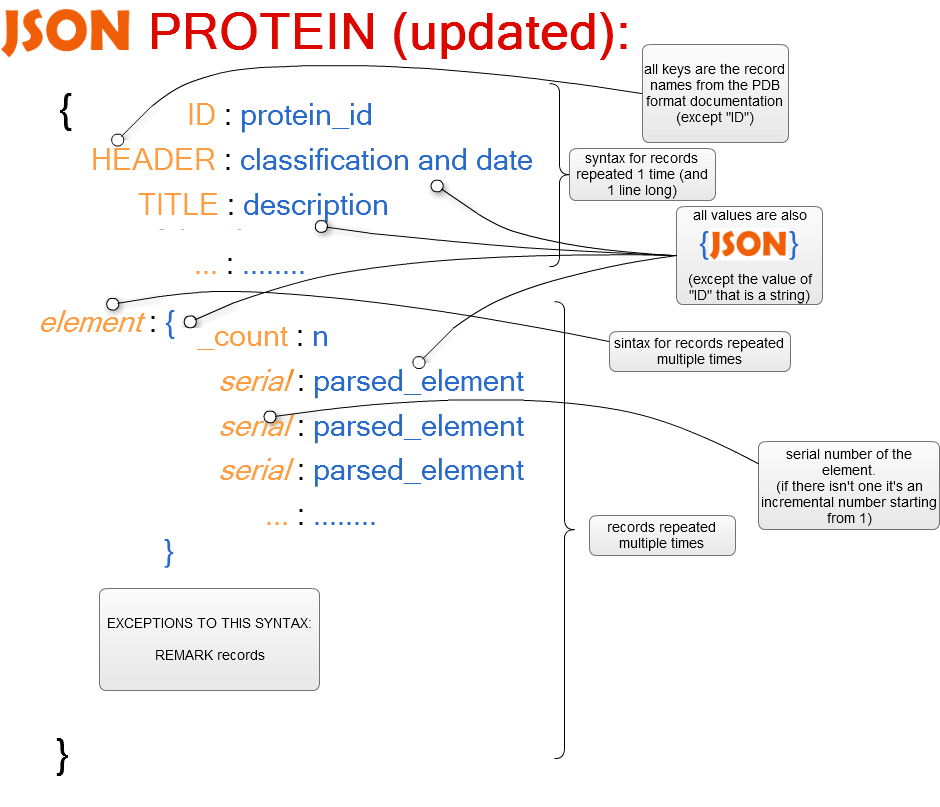 JSON PROTEIN (updated):
all keys are the record
names from the PDB
format documentation
(except "ID")
{
ID : protein_id
HEADER : classification and date
TITLE : description
... : ........
syntax for records
repeated 1 time (and
1 line long)
all values are also
{JSON}
(except the value of
"ID" that is a string)
element : {
_count : n
serial : parsed_element
serial : parsed_element
serial : parsed_element
... : ........
}
sintax for records repeated
multiple times
serial number of the
element.
(if there isn't one it's an
incremental number starting
from 1)
records repeated
multiple times
EXCEPTIONS TO THIS SYNTAX:
REMARK records
}